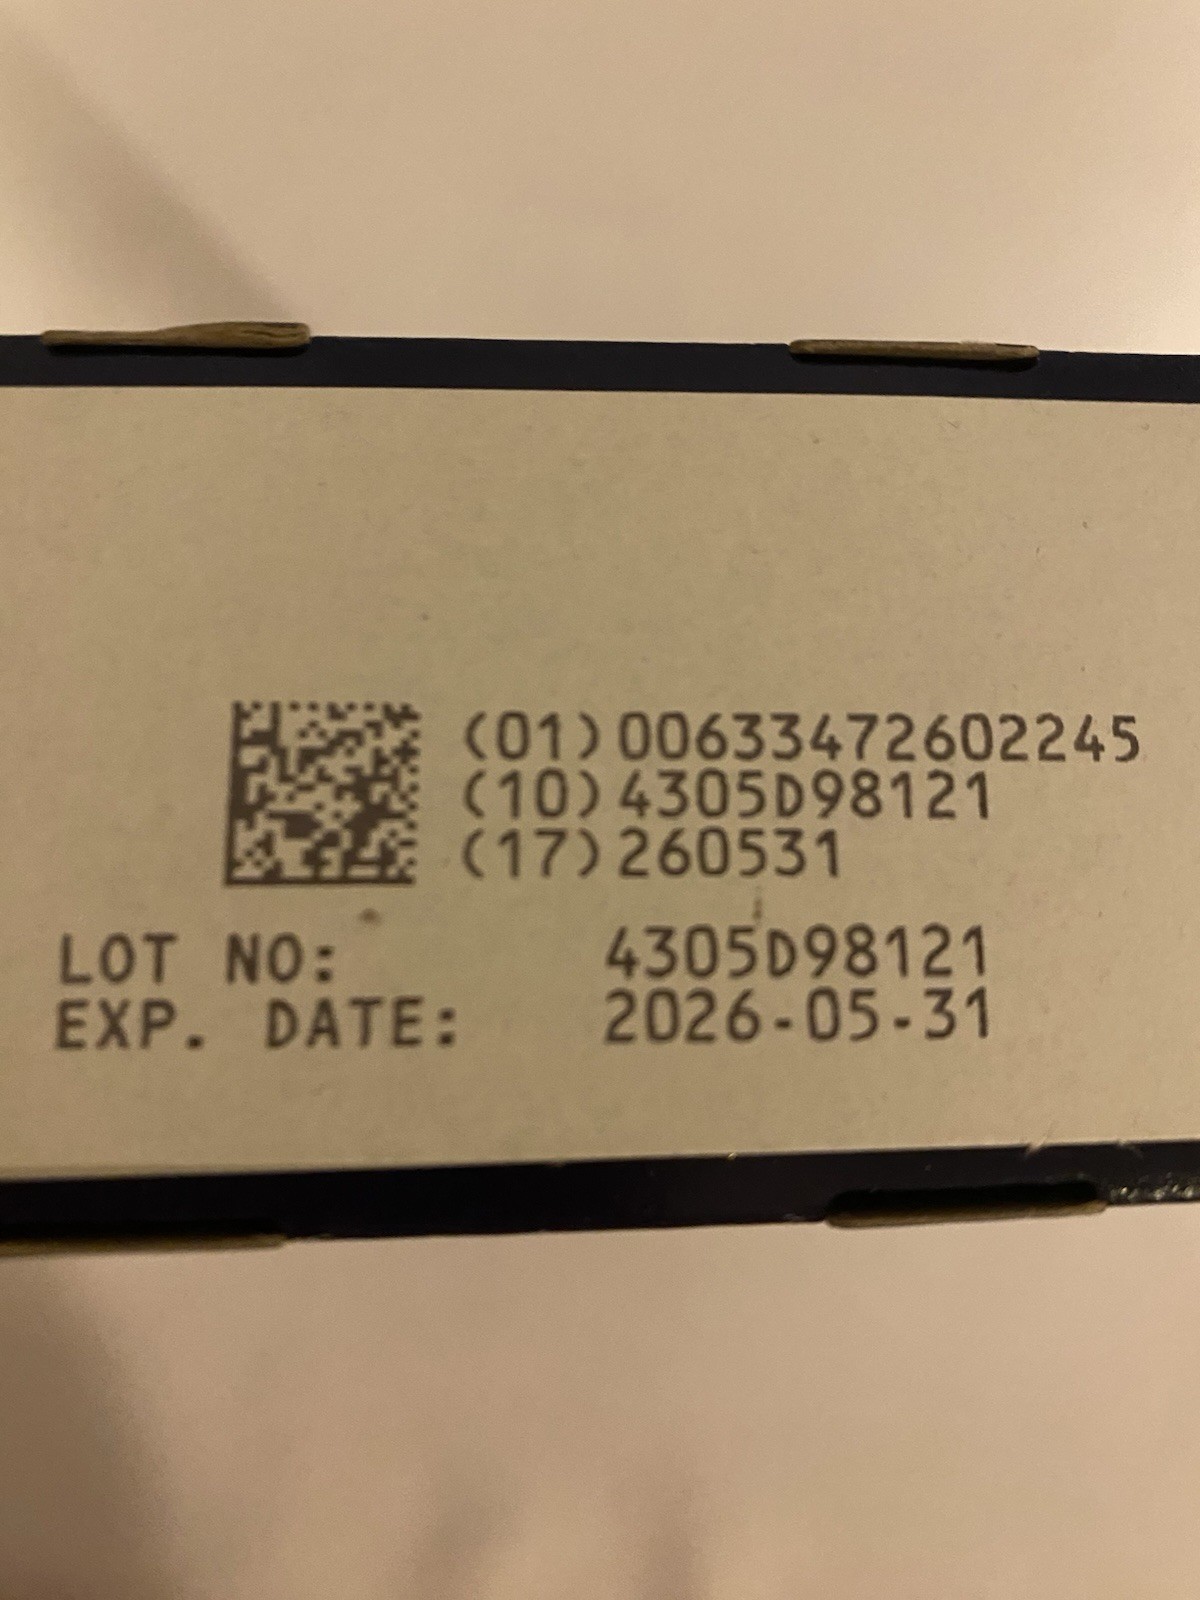 (01)00633472602245
(10)4305D98121
(17)260531
LOT NO: 4305D98121
EXP. DATE: 2026-05-31